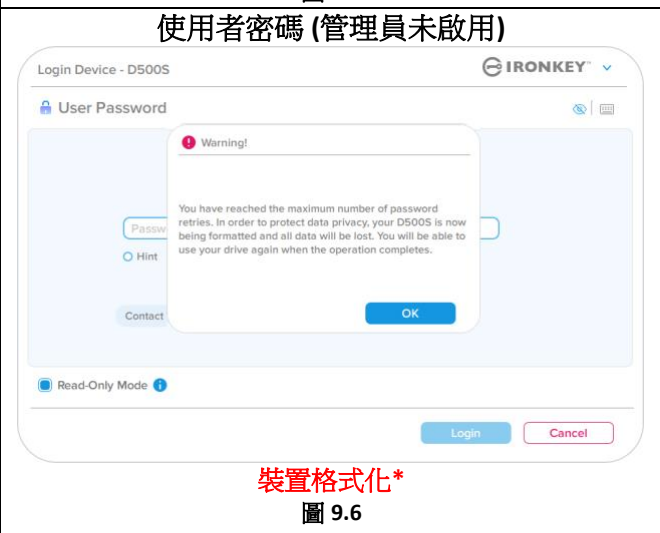 使用者密碼 (管理員未啟用)
Login Device - D500S
IRONKEY
User Password
Warning!
You have reached the maximum number of password
retries. In order to protect data privacy, your D500S is now
being formatted and all data will be lost. You will be able to
use your drive again when the operation completes.
Passw
Hint
Contact
OK
Read-Only Mode
Login
Cancel
裝置格式化*
圖 9.6